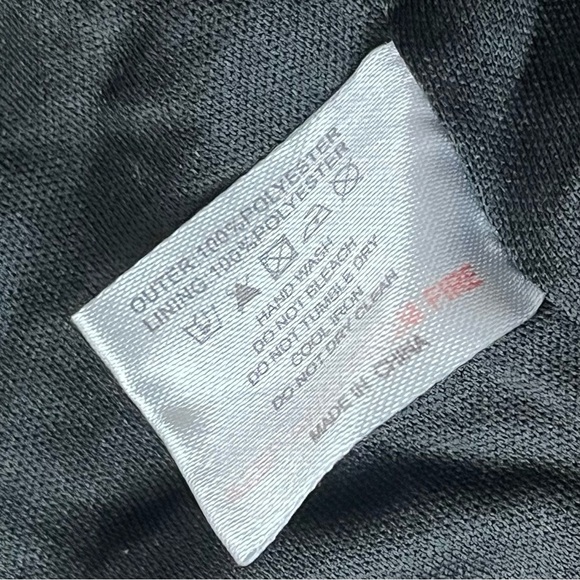 OUTER:100%POLYESTER
LINING:100%POLYESTER
HAND WASH
DO NOT BLEACH
DO NOT TUMBLE DRY
COOL IRON
DO NOT DRY CLEAN
FIRE
MADE IN CHINA